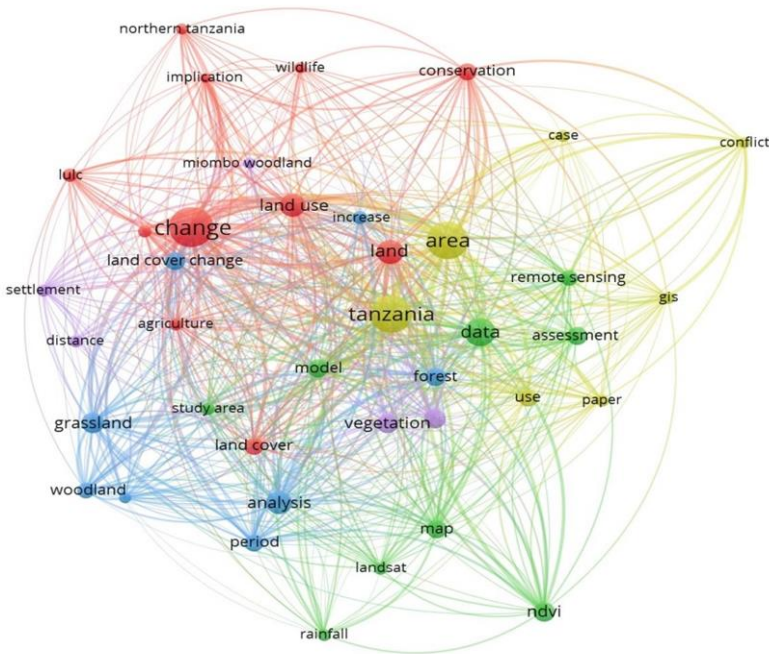 northern tanzania
wildlife
conservation
implication
case
conflict
miombo woodland
lulc
land use
increase
change
area
land
land cover change
remote sensing
settlement
gis
tanzania
agriculture
data
assessment
distance
model
forest
use
paper
study area
grassland
vegetation
land cover
woodland
analysis
map
period
landsat
ndvi
rainfall